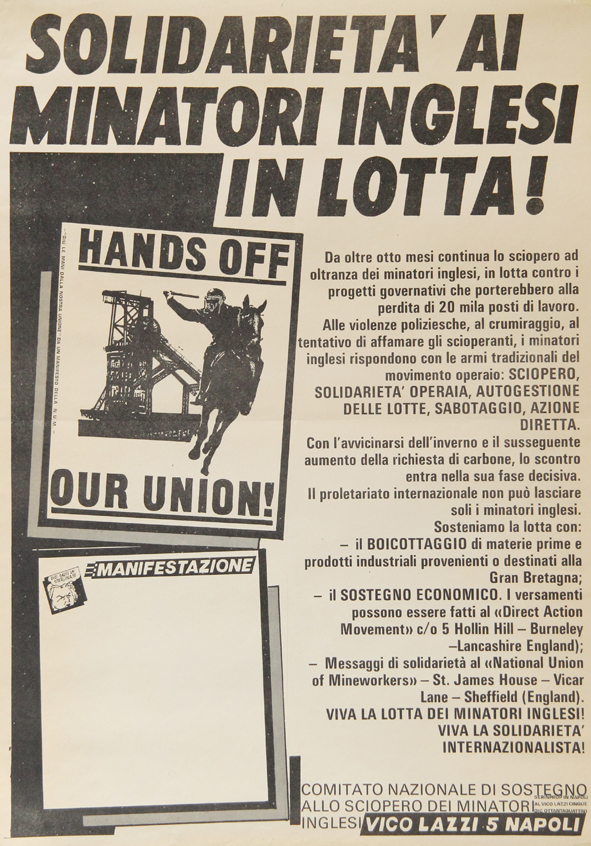 SOLIDARIETA' AI
MINATORI INGLESI
IN LOTTA!
HANDS OFF
OUR UNION!
MANIFESTAZIONE
Da oltre otto mesi continua lo sciopero ad
oltranza dei minatori inglesi, in lotta contro i
progetti governativi che porterebbero alla
perdita di 20 mila posti di lavoro.
Alle violenze poliziesche, al crumiraggio, al
tentativo di affamare gli scioperanti, i minatori
inglesi rispondono con le armi tradizionali del
movimento operaio: SCIOPERO,
SOLIDARIETA' OPERAIA, AUTOGESTIONE
DELLE LOTTE, SABOTAGGIO, AZIONE
DIRETTA.
Con l'avvicinarsi dell'inverno e il susseguente
aumento della richiesta di carbone, lo scontro
entra nella sua fase decisiva.
Il proletariato internazionale non può lasciare
soli i minatori inglesi.
Sosteniamo la lotta con:
– il BOICOTTAGGIO di materie prime e
prodotti industriali provenienti o destinati alla
Gran Bretagna;
– il SOSTEGNO ECONOMICO. I versamenti
possono essere fatti al «Direct Action
Movement» c/o 5 Hollin Hill – Burneley
–Lancashire England);
– Messaggi di solidarietà al «National Union
of Mineworkers» – St. James House – Vicar
Lane – Sheffield (England).
VIVA LA LOTTA DEI MINATORI INGLESI!
VIVA LA SOLIDARIETA'
INTERNAZIONALISTA!
COMITATO NAZIONALE DI SOSTEGNO
ALLO SCIOPERO DEI MINATORI
INGLESI VICO LAZZI 5 NAPOLI